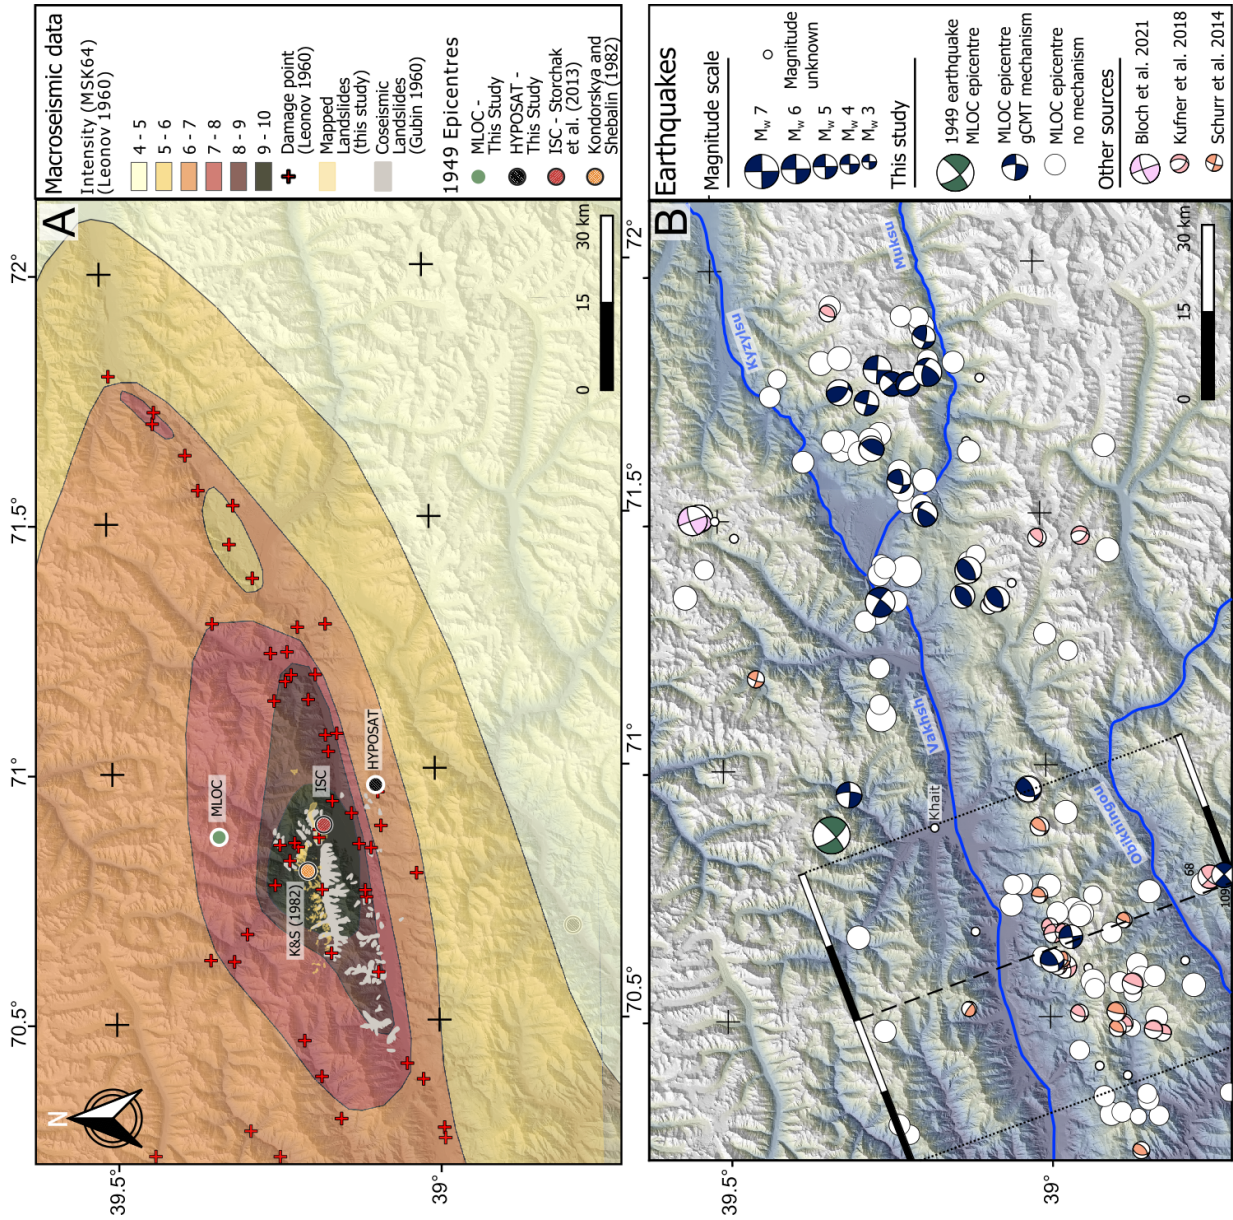 A
N
MLOC
K&S (1982)
ISC
HYPOSAT
0 15 30 km
39.5°
39°
70.5°
71°
71.5°
72°
Macroseismic data
Intensity (MSK64)
(Leonov 1960)
4 - 5
5 - 6
6 - 7
7 - 8
8 - 9
9 - 10
Damage point
(Leonov 1960)
Mapped
Landslides
(this study)
Coseismic
Landslides
(Gubin 1960)
1949 Epicentres
MLOC -
This Study
HYPOSAT -
This Study
ISC - Storchak
et al. (2013)
Kondorskya and
Shebalin (1982)
B
Kyzylsu
Muksu
Vakhsh
Khait
Obikhingou
68
109
0 15 30 km
39.5°
39°
70.5°
71°
71.5°
72°
Earthquakes
Magnitude scale
Mw 7
Mw 6
Mw 5
Mw 4
Mw 3
Magnitude
unknown
This study
1949 earthquake
MLOC epicentre
MLOC epicentre
gCMT mechanism
MLOC epicentre
no mechanism
Other sources
Bloch et al. 2021
Kufner et al. 2018
Schurr et al. 2014